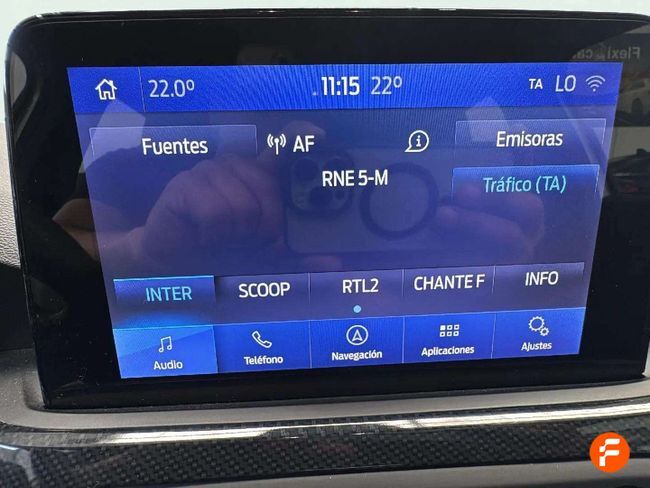 22.0° 11:15 22° TA LO
Flexicar
Fuentes AF i Emisoras
RNE 5-M
Tráfico (TA)
INTER SCOOP RTL2 CHANTE F INFO
Audio Teléfono Navegación Aplicaciones Ajustes